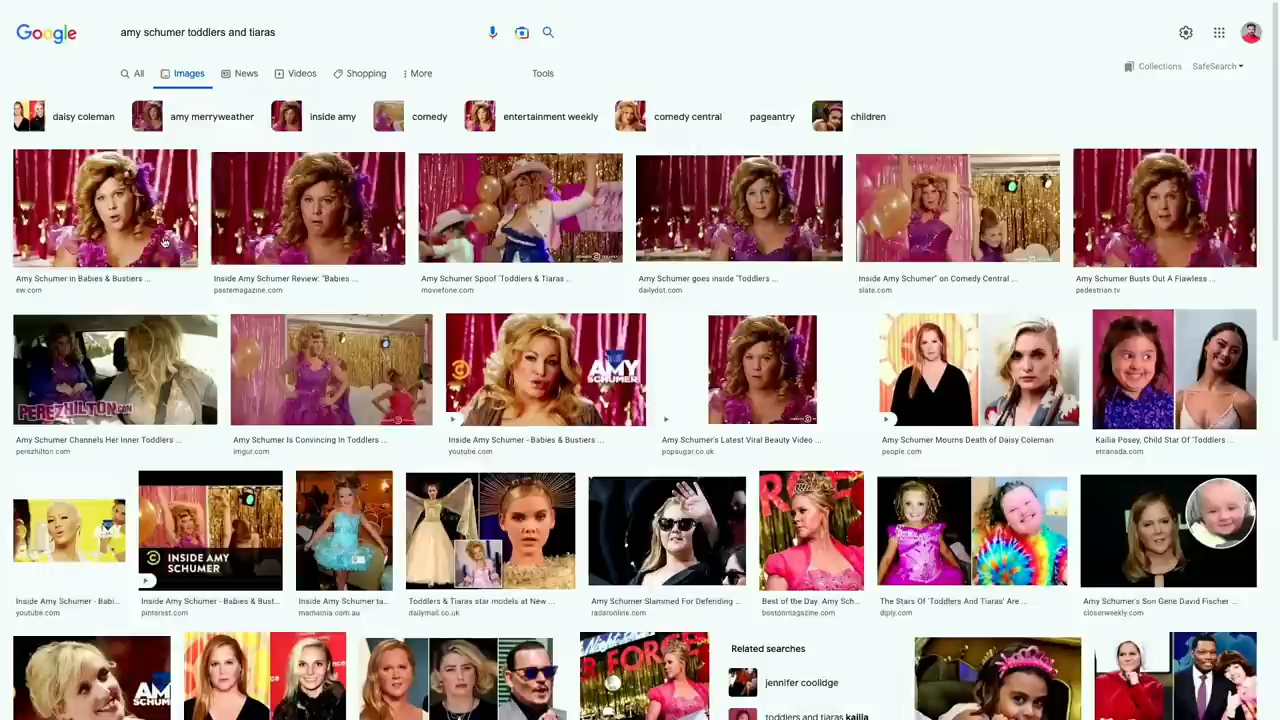 Google
amy schumer toddlers and tiaras
All
Images
News
Videos
Shopping
More
Tools
Collections
SafeSearch
daisy coleman
amy merryweather
inside amy
comedy
entertainment weekly
comedy central
pageantry
children
Amy Schumer in Babies & Bustiers ...
ew.com
Inside Amy Schumer Review: "Babies ...
pastemagazine.com
Amy Schumer Spoof 'Toddlers & Tiaras ...
moviefone.com
Amy Schumer goes inside 'Toddlers ...
dailydot.com
Inside Amy Schumer" on Comedy Central ...
slate.com
Amy Schumer Busts Out A Flawless ...
pedestrian.tv
PEREZHILTON.COM
AMY
SCHUMER
Amy Schumer Channels Her Inner Toddlers ...
perezhilton.com
Amy Schumer Is Convincing In Toddlers ...
imgur.com
Inside Amy Schumer - Babies & Bustiers ...
youtube.com
Amy Schumer's Latest Viral Beauty Video ...
popsugar.co.uk
Amy Schumer Mourns Death of Daisy Coleman
people.com
Kailia Posey, Child Star Of 'Toddlers ...
etcanada.com
INSIDE AMY
SCHUMER
Inside Amy Schumer - Babi...
youtube.com
Inside Amy Schumer - Babies & Bust...
pinterest.com
Inside Amy Schumer ta...
mamamia.com.au
Toddlers & Tiaras star models at New ...
dailymail.co.uk
Amy Schumer Slammed For Defending ...
radaronline.com
Best of the Day: Amy Sch...
bostonmagazine.com
The Stars Of 'Toddlers And Tiaras' Are ...
diply.com
Amy Schumer's Son Gene David Fischer ...
closerweekly.com
AM
SCHUM
R FOR
Related searches
jennifer coolidge
toddlers and tiaras kailia